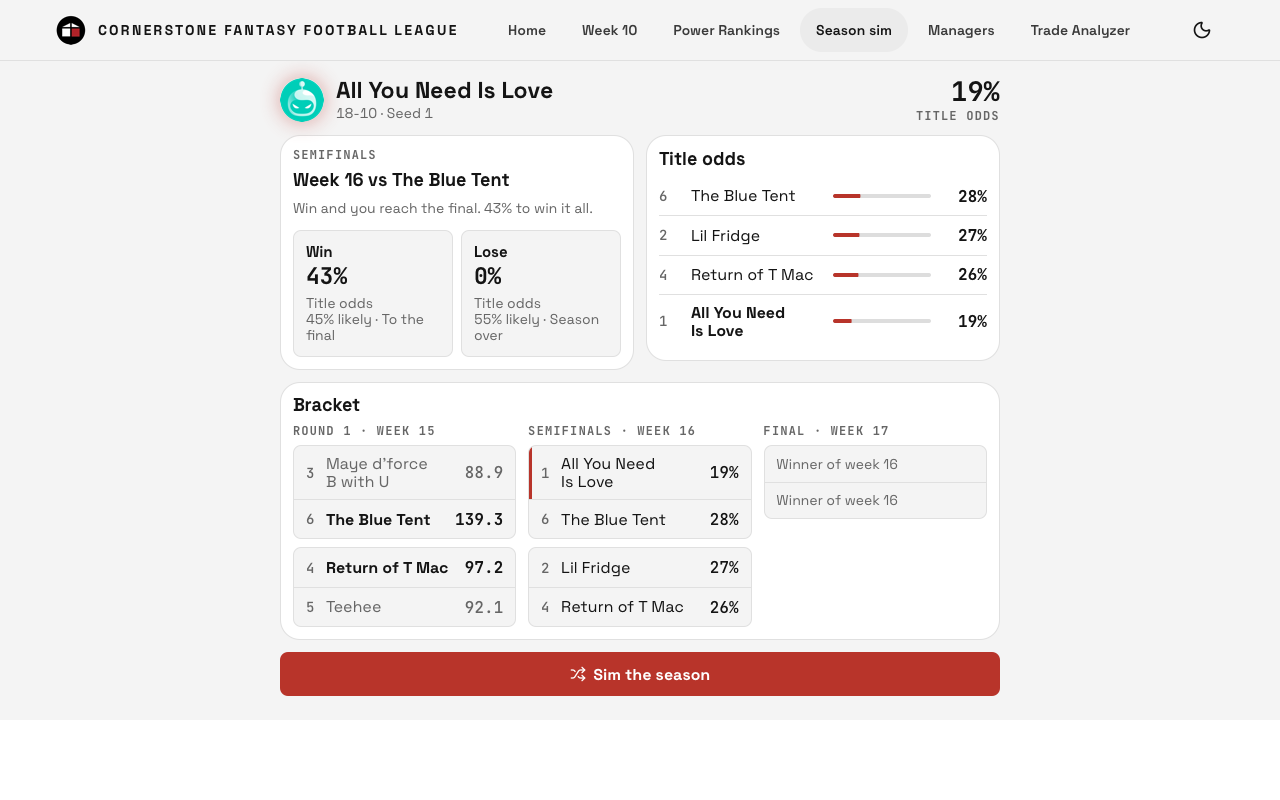 CORNERSTONE FANTASY FOOTBALL LEAGUE
Home
Week 10
Power Rankings
Season sim
Managers
Trade Analyzer
All You Need Is Love
18-10 · Seed 1
19%
TITLE ODDS
SEMIFINALS
Week 16 vs The Blue Tent
Win and you reach the final. 43% to win it all.
Win
43%
Title odds
45% likely · To the
final
Lose
0%
Title odds
55% likely · Season
over
Title odds
6 The Blue Tent 28%
2 Lil Fridge 27%
4 Return of T Mac 26%
1 All You Need
Is Love 19%
Bracket
ROUND 1 · WEEK 15
3 Maye d'force
B with U 88.9
6 The Blue Tent 139.3
4 Return of T Mac 97.2
5 Teehee 92.1
SEMIFINALS · WEEK 16
1 All You Need
Is Love 19%
6 The Blue Tent 28%
2 Lil Fridge 27%
4 Return of T Mac 26%
FINAL · WEEK 17
Winner of week 16
Winner of week 16
Sim the season